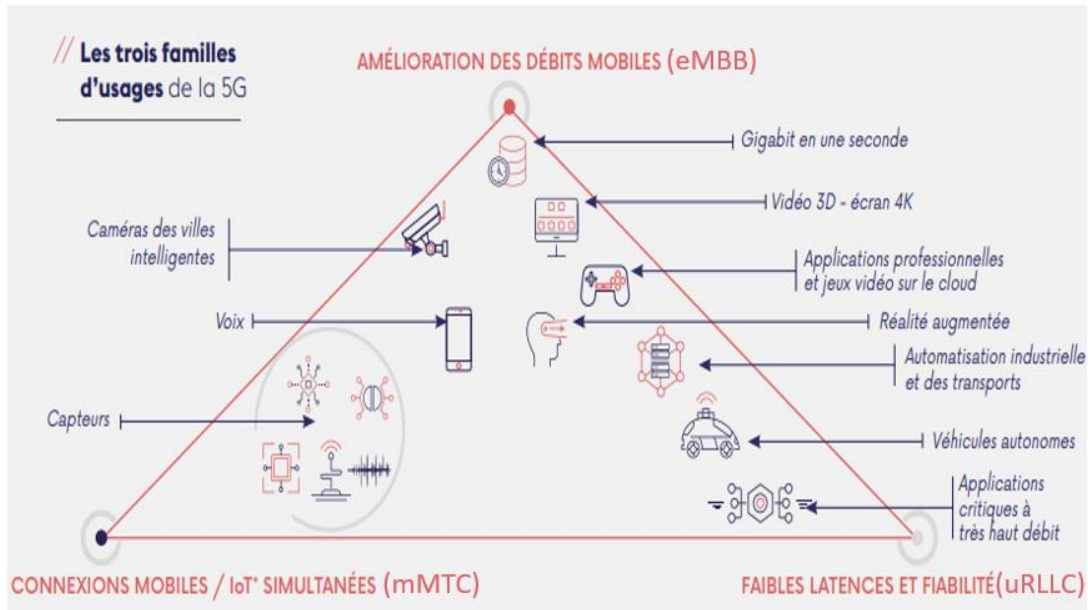 // Les trois familles
d'usages de la 5G
AMÉLIORATION DES DÉBITS MOBILES (eMBB)
Gigabit en une seconde
Vidéo 3D - écran 4K
Caméras des villes
intelligentes
Applications professionnelles
et jeux vidéo sur le cloud
Voix
Réalité augmentée
Automatisation industrielle
et des transports
Capteurs
Véhicules autonomes
Applications
critiques à
très haut débit
CONNEXIONS MOBILES / IoT* SIMULTANÉES (mMTC)
FAIBLES LATENCES ET FIABILITÉ(uRLLC)